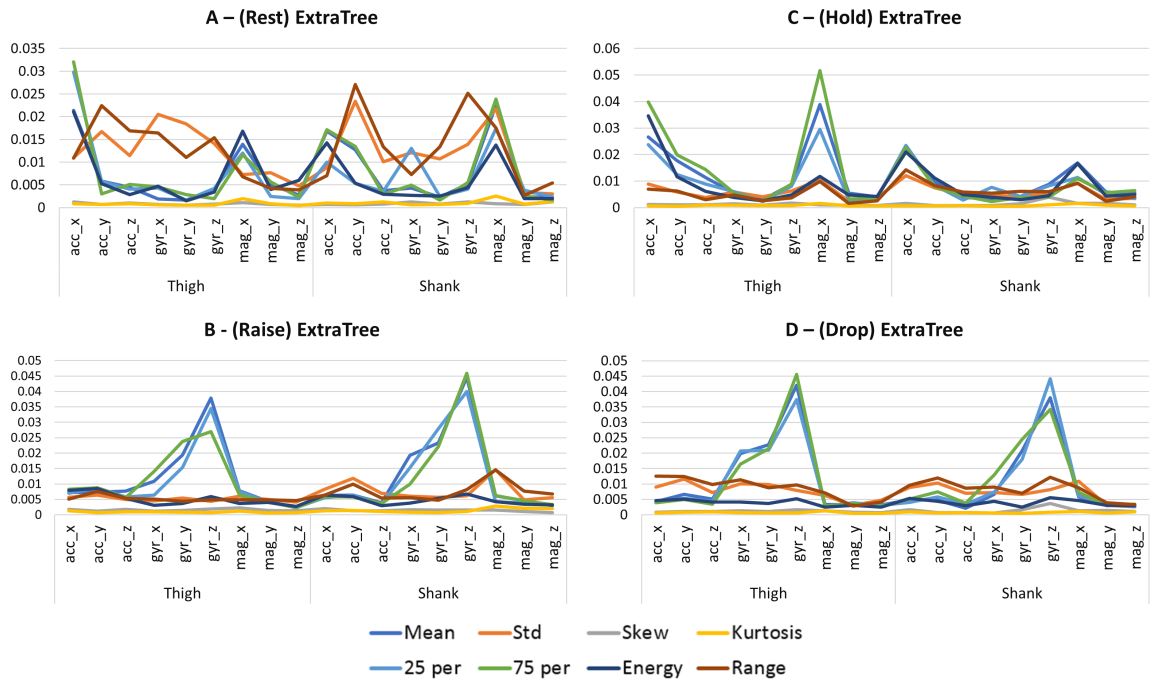 A – (Rest) ExtraTree
0.035
0.03
0.025
0.02
0.015
0.01
0.005
0
acc_x acc_y acc_z gyr_x gyr_y gyr_z mag_x mag_y mag_z acc_x acc_y acc_z gyr_x gyr_y gyr_z mag_x mag_y mag_z
Thigh Shank
C – (Hold) ExtraTree
0.06
0.05
0.04
0.03
0.02
0.01
0
acc_x acc_y acc_z gyr_x gyr_y gyr_z mag_x mag_y mag_z acc_x acc_y acc_z gyr_x gyr_y gyr_z mag_x mag_y mag_z
Thigh Shank
B - (Raise) ExtraTree
0.05
0.045
0.04
0.035
0.03
0.025
0.02
0.015
0.01
0.005
0
acc_x acc_y acc_z gyr_x gyr_y gyr_z mag_x mag_y mag_z acc_x acc_y acc_z gyr_x gyr_y gyr_z mag_x mag_y mag_z
Thigh Shank
D – (Drop) ExtraTree
0.05
0.045
0.04
0.035
0.03
0.025
0.02
0.015
0.01
0.005
0
acc_x acc_y acc_z gyr_x gyr_y gyr_z mag_x mag_y mag_z acc_x acc_y acc_z gyr_x gyr_y gyr_z mag_x mag_y mag_z
Thigh Shank
Mean Std Skew Kurtosis
25 per 75 per Energy Range